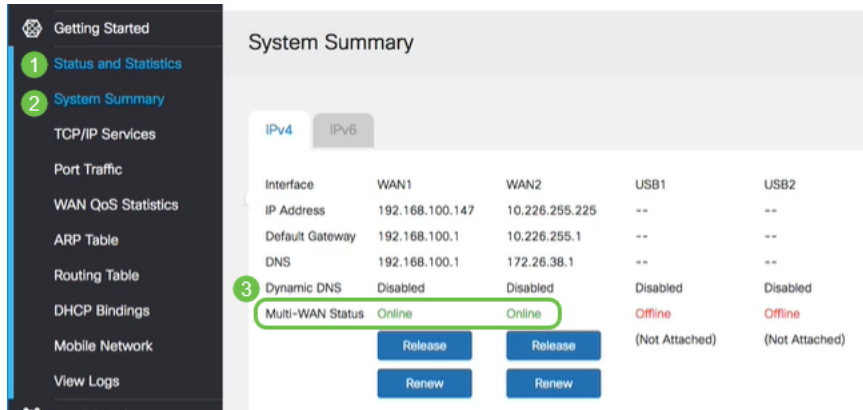 Getting Started
1 Status and Statistics
2 System Summary
TCP/IP Services
Port Traffic
WAN QoS Statistics
ARP Table
Routing Table
DHCP Bindings
Mobile Network
View Logs
System Summary
IPv4 IPv6
Interface WAN1 WAN2 USB1 USB2
IP Address 192.168.100.147 10.226.255.225 -- --
Default Gateway 192.168.100.1 10.226.255.1 -- --
DNS 192.168.100.1 172.26.38.1 -- --
3 Dynamic DNS Disabled Disabled Disabled Disabled
Multi-WAN Status Online Online Offline Offline
Release Release (Not Attached) (Not Attached)
Renew Renew